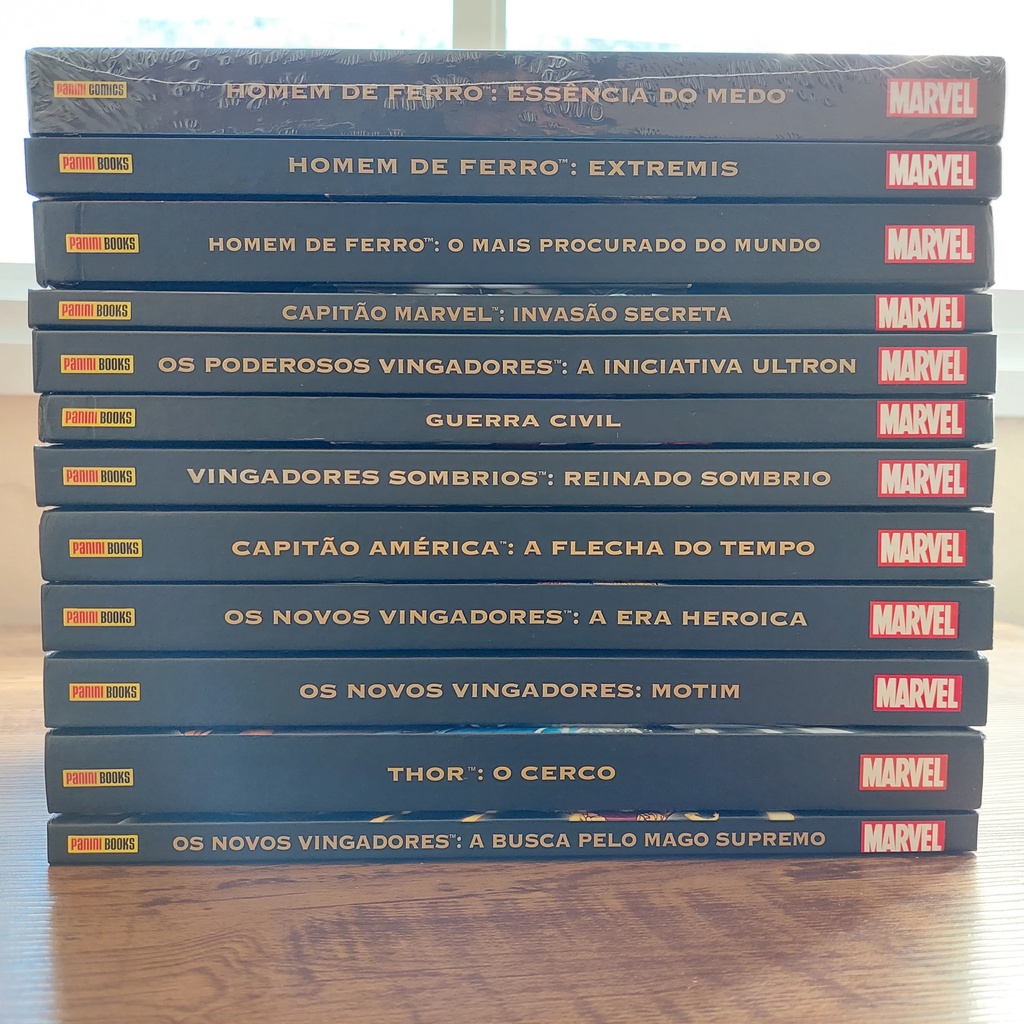 PANINI COMICS HOMEM DE FERRO™: ESSÊNCIA DO MEDO™ MARVEL
PANINI BOOKS HOMEM DE FERRO™: EXTREMIS MARVEL
PANINI BOOKS HOMEM DE FERRO™: O MAIS PROCURADO DO MUNDO MARVEL
PANINI BOOKS CAPITÃO MARVEL™: INVASÃO SECRETA MARVEL
PANINI BOOKS OS PODEROSOS VINGADORES™: A INICIATIVA ULTRON MARVEL
PANINI BOOKS GUERRA CIVIL MARVEL
PANINI BOOKS VINGADORES SOMBRIOS™: REINADO SOMBRIO MARVEL
PANINI BOOKS CAPITÃO AMÉRICA™: A FLECHA DO TEMPO MARVEL
PANINI BOOKS OS NOVOS VINGADORES™: A ERA HEROICA MARVEL
PANINI BOOKS OS NOVOS VINGADORES: MOTIM MARVEL
PANINI BOOKS THOR™: O CERCO MARVEL
PANINI BOOKS OS NOVOS VINGADORES™: A BUSCA PELO MAGO SUPREMO MARVEL